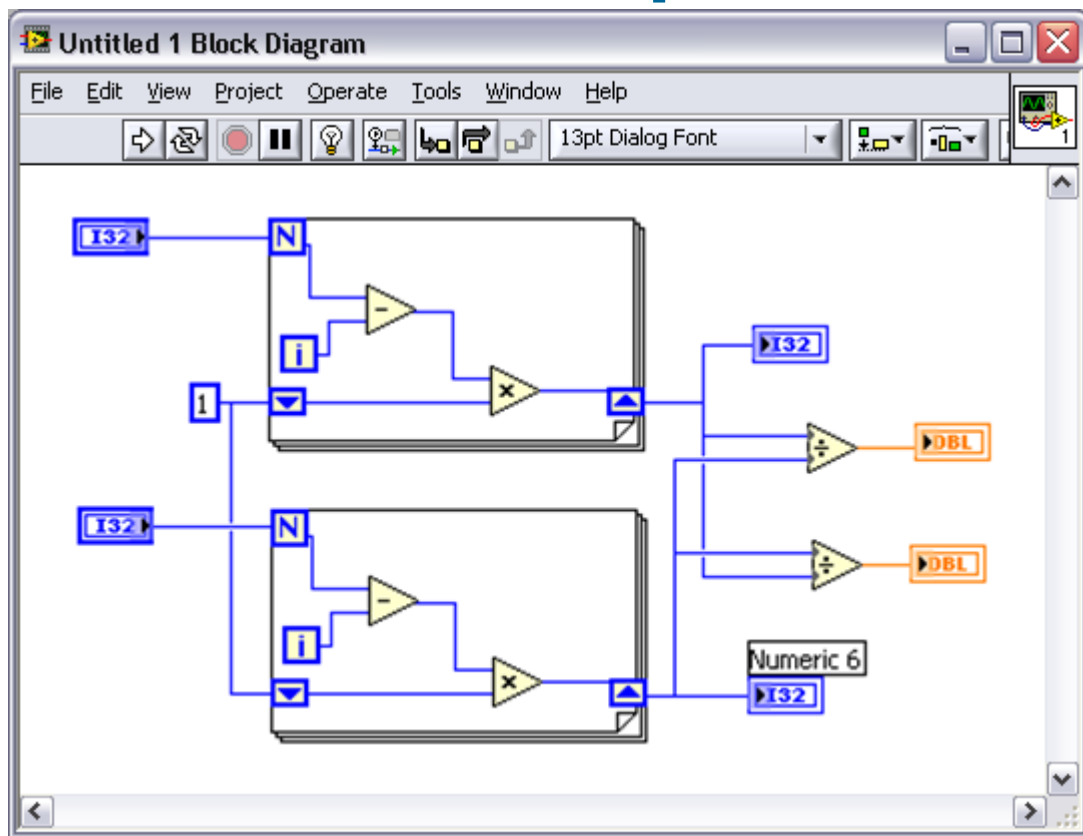 Untitled 1 Block Diagram
File Edit View Project Operate Tools Window Help
13pt Dialog Font
1
I32 N
-
i
I32
1
×
÷ DBL
I32 N
-
÷ DBL
i
Numeric 6
×
I32